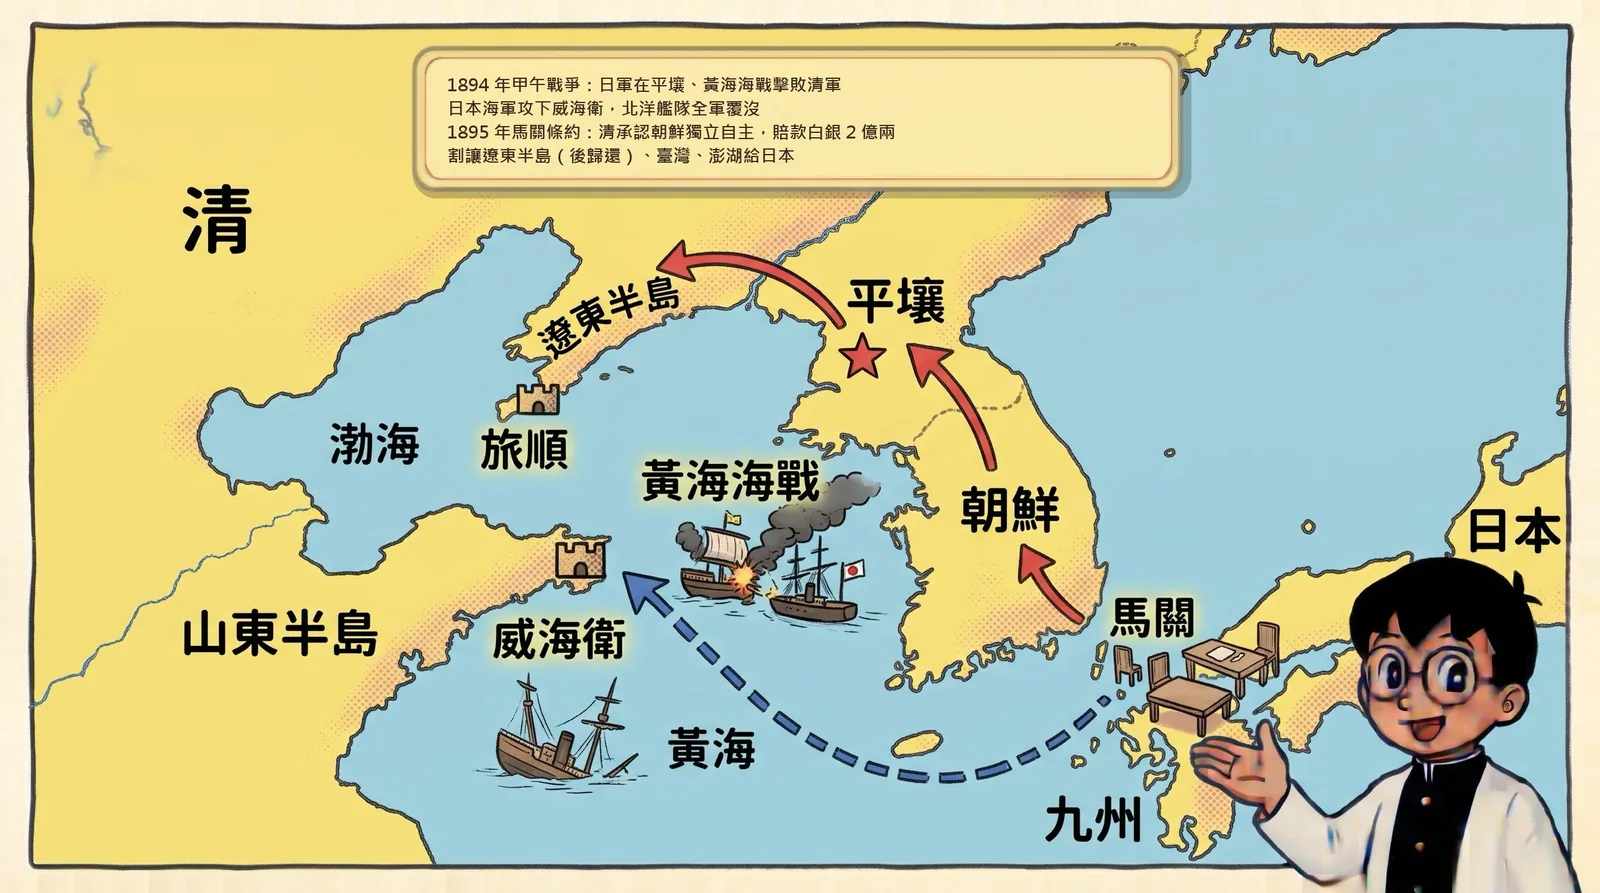 1894 年甲午戰爭：日軍在平壤、黃海海戰擊敗清軍
日本海軍攻下威海衛，北洋艦隊全軍覆沒
1895 年馬關條約：清承認朝鮮獨立自主，賠款白銀 2 億兩
割讓遼東半島 ( 後歸還 ) 、臺灣、澎湖給日本
清
平壤
遼東半島
渤海
旅順
黃海海戰
朝鮮
日本
山東半島
威海衛
馬關
黃海
九州